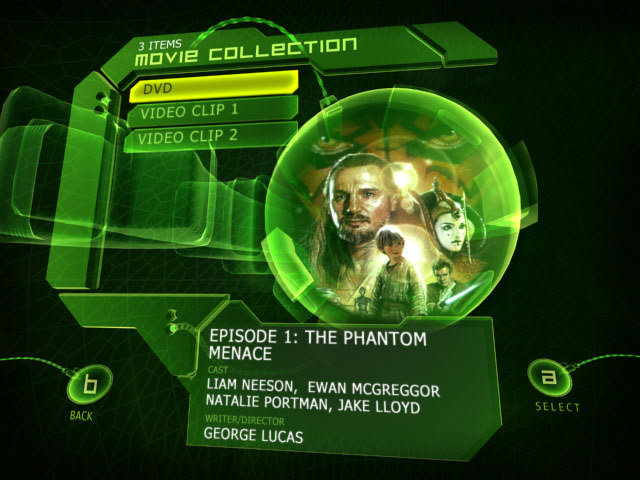 3 ITEMS
MOVIE COLLECTION
DVD
VIDEO CLIP 1
VIDEO CLIP 2
EPISODE 1: THE PHANTOM
MENACE
CAST
LIAM NEESON, EWAN MCGREGGOR
NATALIE PORTMAN, JAKE LLOYD
WRITER/DIRECTOR
GEORGE LUCAS
b
BACK
a
SELECT